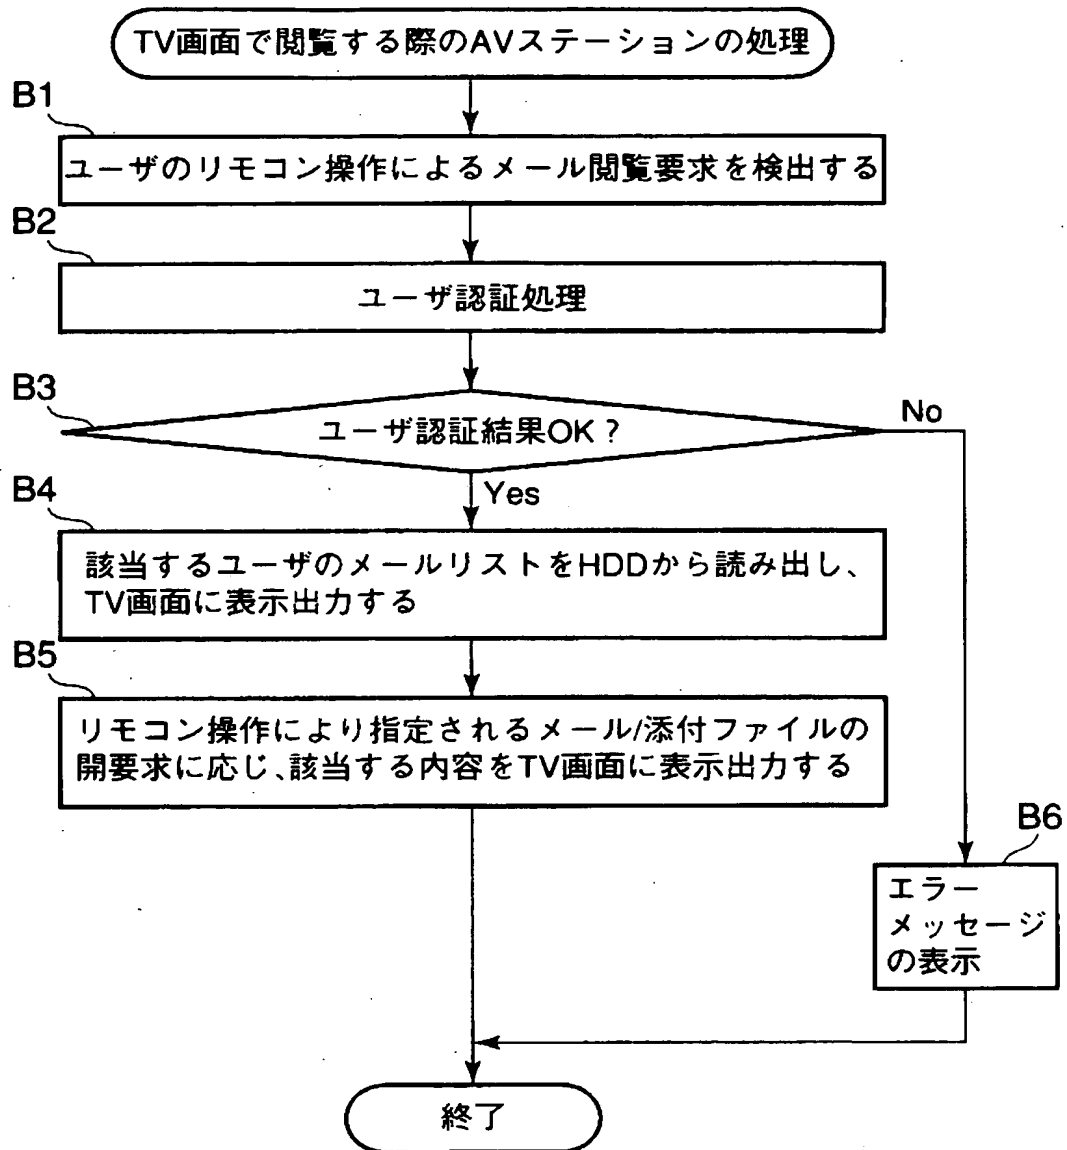 TV画面で閲覧する際のAVステーションの処理
B1
ユーザのリモコン操作によるメール閲覧要求を検出する
B2
ユーザ認証処理
B3
ユーザ認証結果OK?
No
Yes
B4
該当するユーザのメールリストをHDDから読み出し、
TV画面に表示出力する
B5
リモコン操作により指定されるメール/添付ファイルの
開要求に応じ、該当する内容をTV画面に表示出力する
B6
エラー
メッセージ
の表示
終了